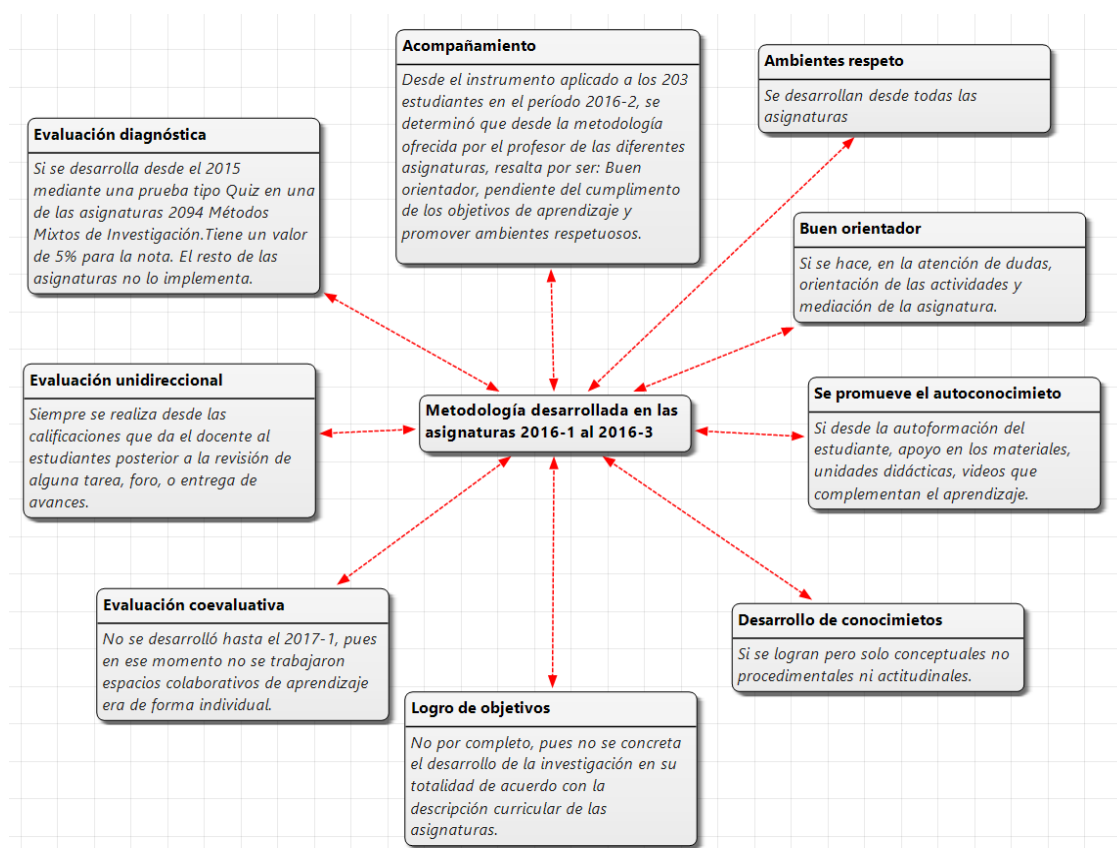 Acompañamiento
Desde el instrumento aplicado a los 203
estudiantes en el período 2016-2, se
determinó que desde la metodología
ofrecida por el profesor de las diferentes
asignaturas, resalta por ser: Buen
orientador, pendiente del cumplimento
de los objetivos de aprendizaje y
promover ambientes respetuosos.
Ambientes respeto
Se desarrollan desde todas las
asignaturas
Evaluación diagnóstica
Si se desarrolla desde el 2015
mediante una prueba tipo Quiz en una
de las asignaturas 2094 Métodos
Mixtos de Investigación.Tiene un valor
de 5% para la nota. El resto de las
asignaturas no lo implementa.
Buen orientador
Si se hace, en la atención de dudas,
orientación de las actividades y
mediación de la asignatura.
Evaluación unidireccional
Siempre se realiza desde las
calificaciones que da el docente al
estudiantes posterior a la revisión de
alguna tarea, foro, o entrega de
avances.
Metodología desarrollada en las
asignaturas 2016-1 al 2016-3
Se promueve el autoconocimieto
Si desde la autoformación del
estudiante, apoyo en los materiales,
unidades didácticas, videos que
complementan el aprendizaje.
Evaluación coevaluativa
No se desarrolló hasta el 2017-1, pues
en ese momento no se trabajaron
espacios colaborativos de aprendizaje
era de forma individual.
Desarrollo de conocimietos
Si se logran pero solo conceptuales no
procedimentales ni actitudinales.
Logro de objetivos
No por completo, pues no se concreta
el desarrollo de la investigación en su
totalidad de acuerdo con la
descripción curricular de las
asignaturas.